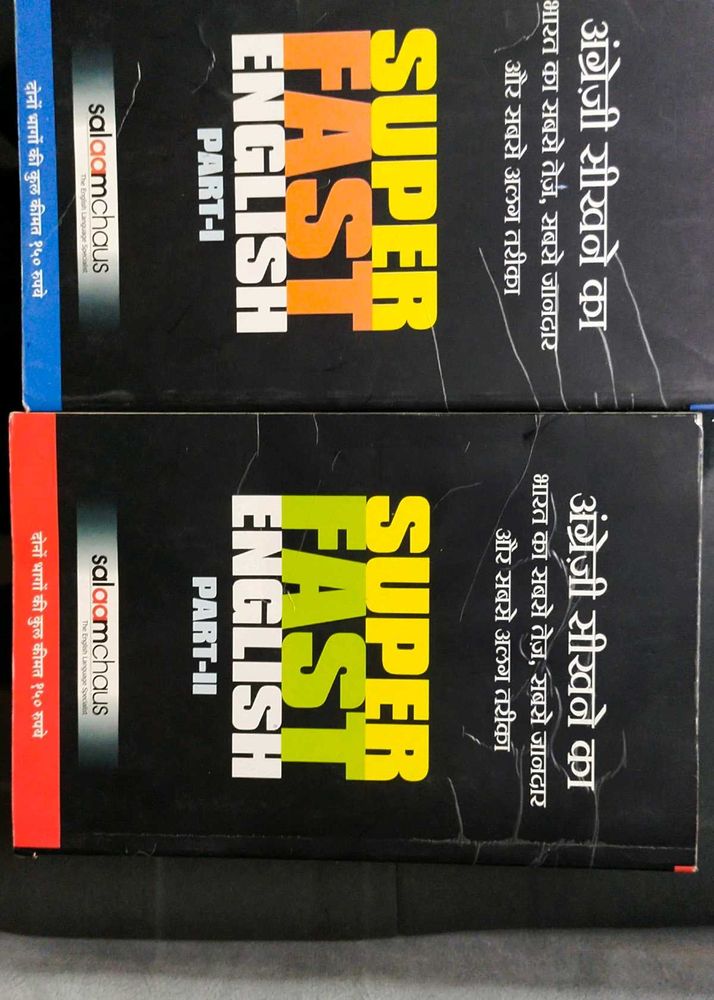 अंग्रेज़ी सीखने का
भारत का सबसे तेज़, सबसे जानदार
और सबसे अलग तरीका
SUPER
FAST
ENGLISH
PART-I
salaamchaus
The English Language Specialist
दोनों भागों की कुल कीमत १५० रुपये
अंग्रेज़ी सीखने का
भारत का सबसे तेज़, सबसे जानदार
और सबसे अलग तरीका
SUPER
FAST
ENGLISH
PART-II
salaamchaus
The English Language Specialist
दोनों भागों की कुल कीमत १५० रुपये